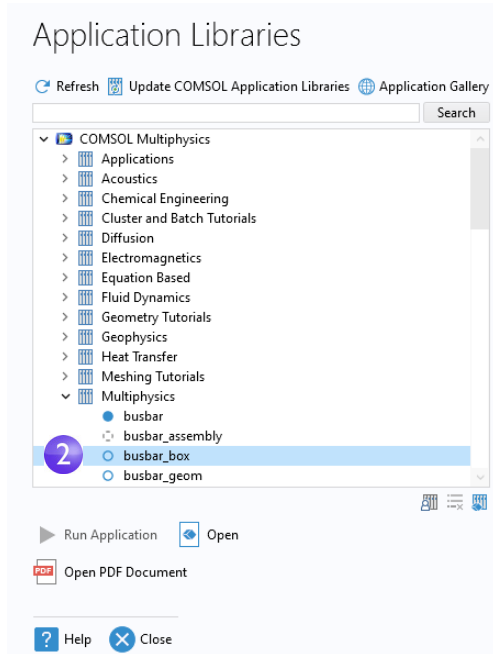 Application Libraries
Refresh Update COMSOL Application Libraries Application Gallery
Search
COMSOL Multiphysics
Applications
Acoustics
Chemical Engineering
Cluster and Batch Tutorials
Diffusion
Electromagnetics
Equation Based
Fluid Dynamics
Geometry Tutorials
Geophysics
Heat Transfer
Meshing Tutorials
Multiphysics
busbar
busbar_assembly
2 busbar_box
busbar_geom
Run Application Open
PDF Open PDF Document
? Help Close